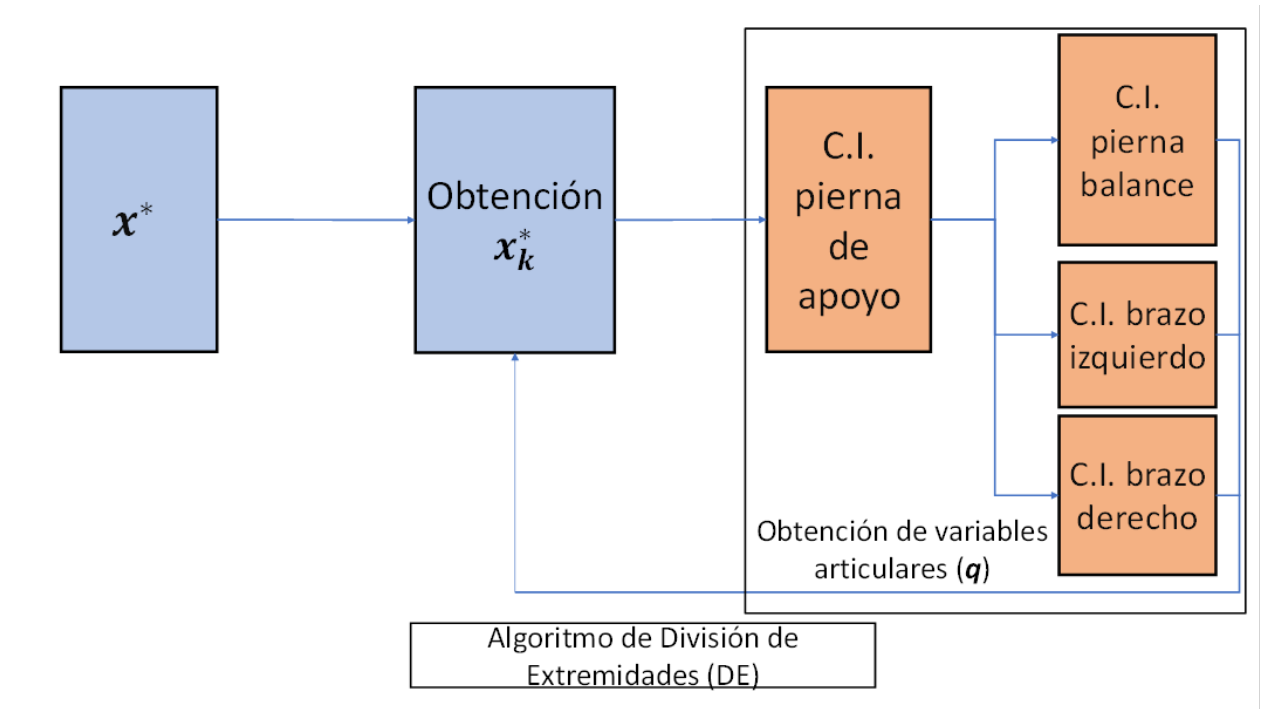 x*
Obtención
x*k
C.I.
pierna
de
apoyo
C.I.
pierna
balance
C.I. brazo
izquierdo
C.I. brazo
derecho
Obtención de variables
articulares (q)
Algoritmo de División de
Extremidades (DE)